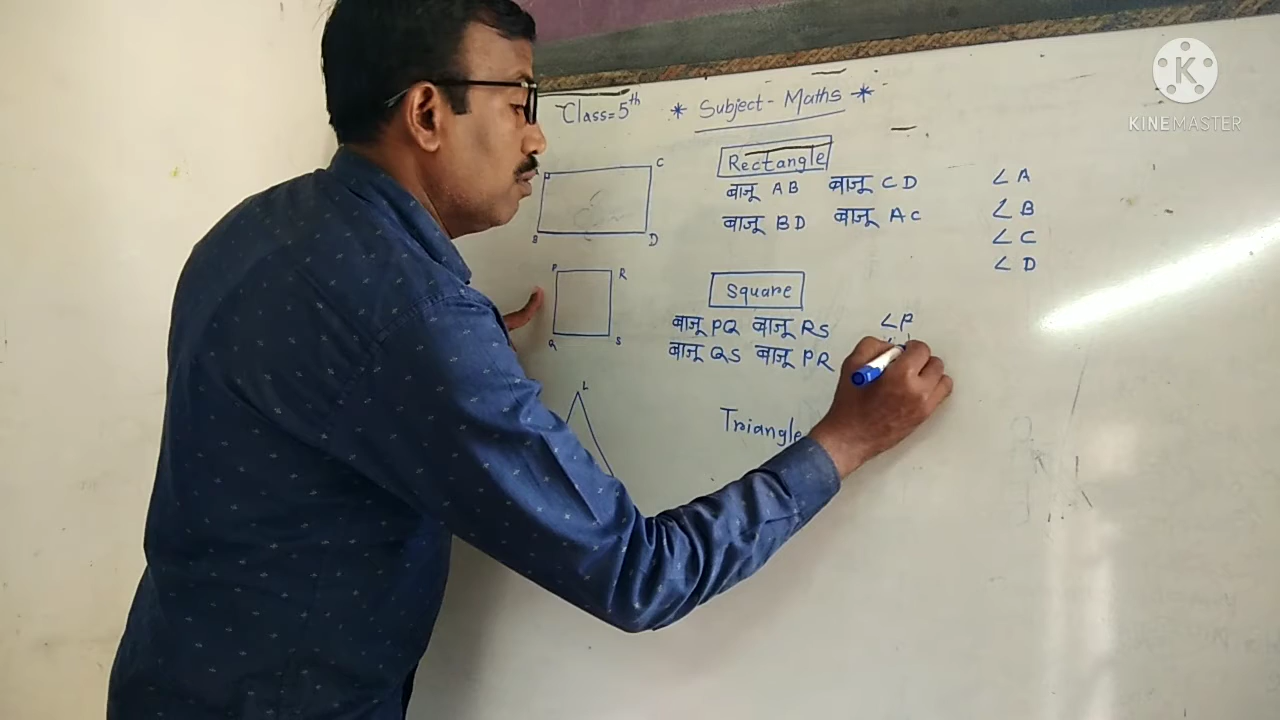 Class=5th * Subject - Maths *
Rectangle
बाजू AB बाजू CD ∠A
बाजू BD बाजू AC ∠B
∠C
∠D
C
B D
Square
P R
बाजू PQ बाजू RS ∠P
बाजू QS बाजू PR
Q S
L
Triangle
KINEMASTER